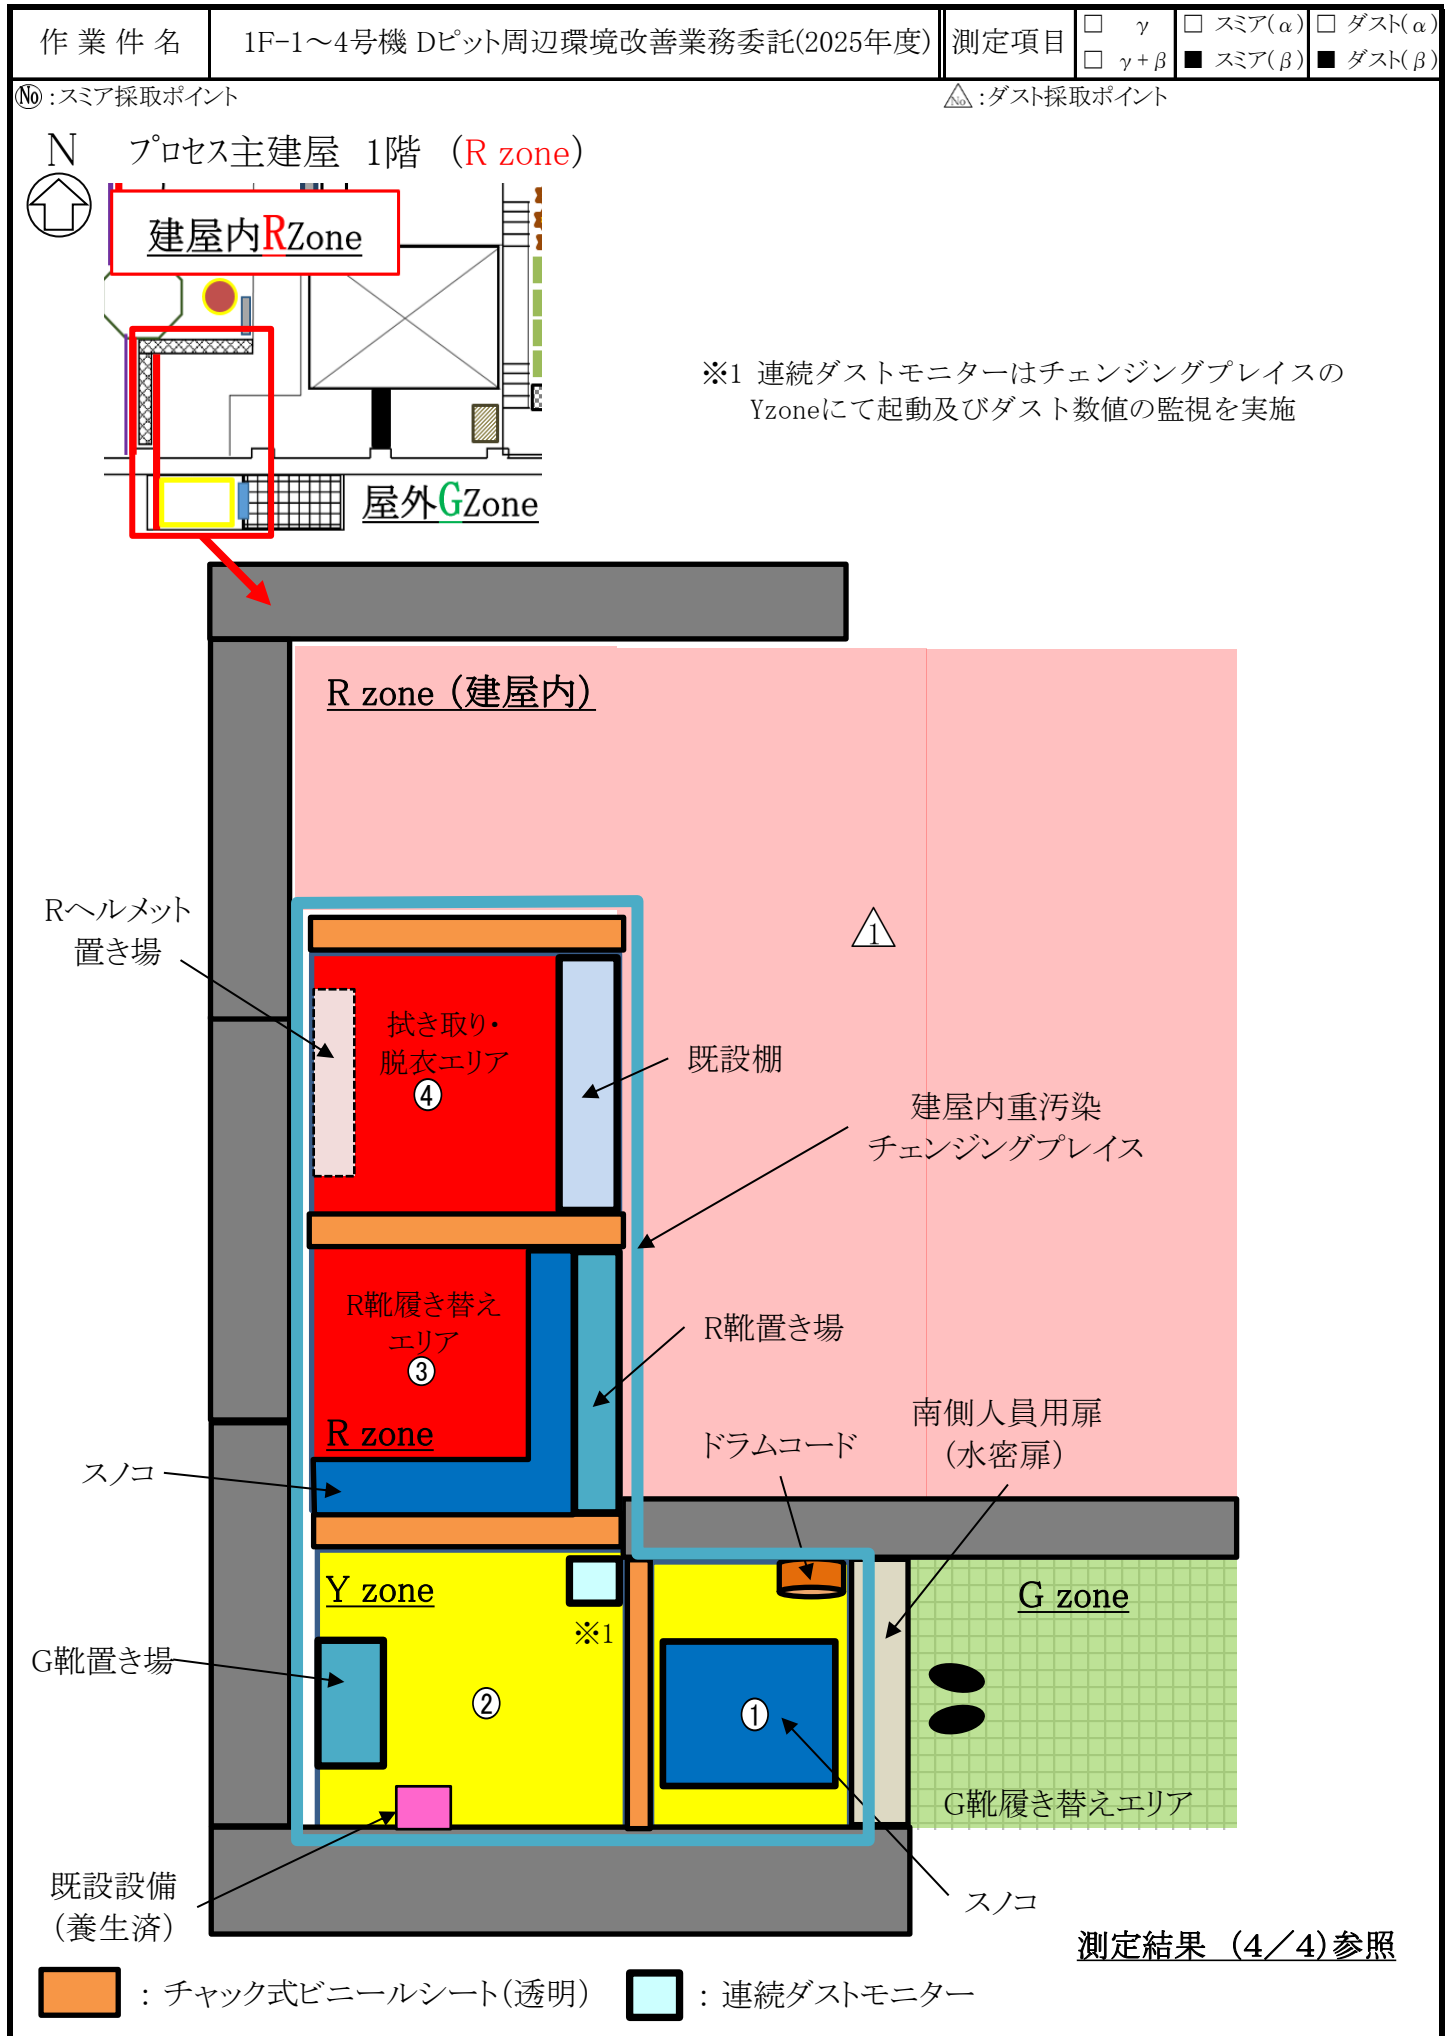 作業件名
1F-1～4号機 Dピット周辺環境改善業務委託(2025年度)
測定項目
□ γ
□ スミア(α)
□ ダスト(α)
□ γ+β
■ スミア(β)
■ ダスト(β)
№:スミア採取ポイント
No:ダスト採取ポイント
N
プロセス主建屋 1階 (R zone)
建屋内RZone
屋外GZone
※1 連続ダストモニターはチェンジングプレイスの
Yzoneにて起動及びダスト数値の監視を実施
R zone (建屋内)
Rヘルメット
置き場
1
拭き取り・
脱衣エリア
④
既設棚
建屋内重汚染
チェンジングプレイス
R靴履き替え
エリア
③
R zone
R靴置き場
スノコ
ドラムコード
南側人員用扉
(水密扉)
Y zone
※1
G zone
G靴置き場
②
①
G靴履き替えエリア
既設設備
(養生済)
スノコ
測定結果 (4／4)参照
: チャック式ビニールシート(透明)
: 連続ダストモニター